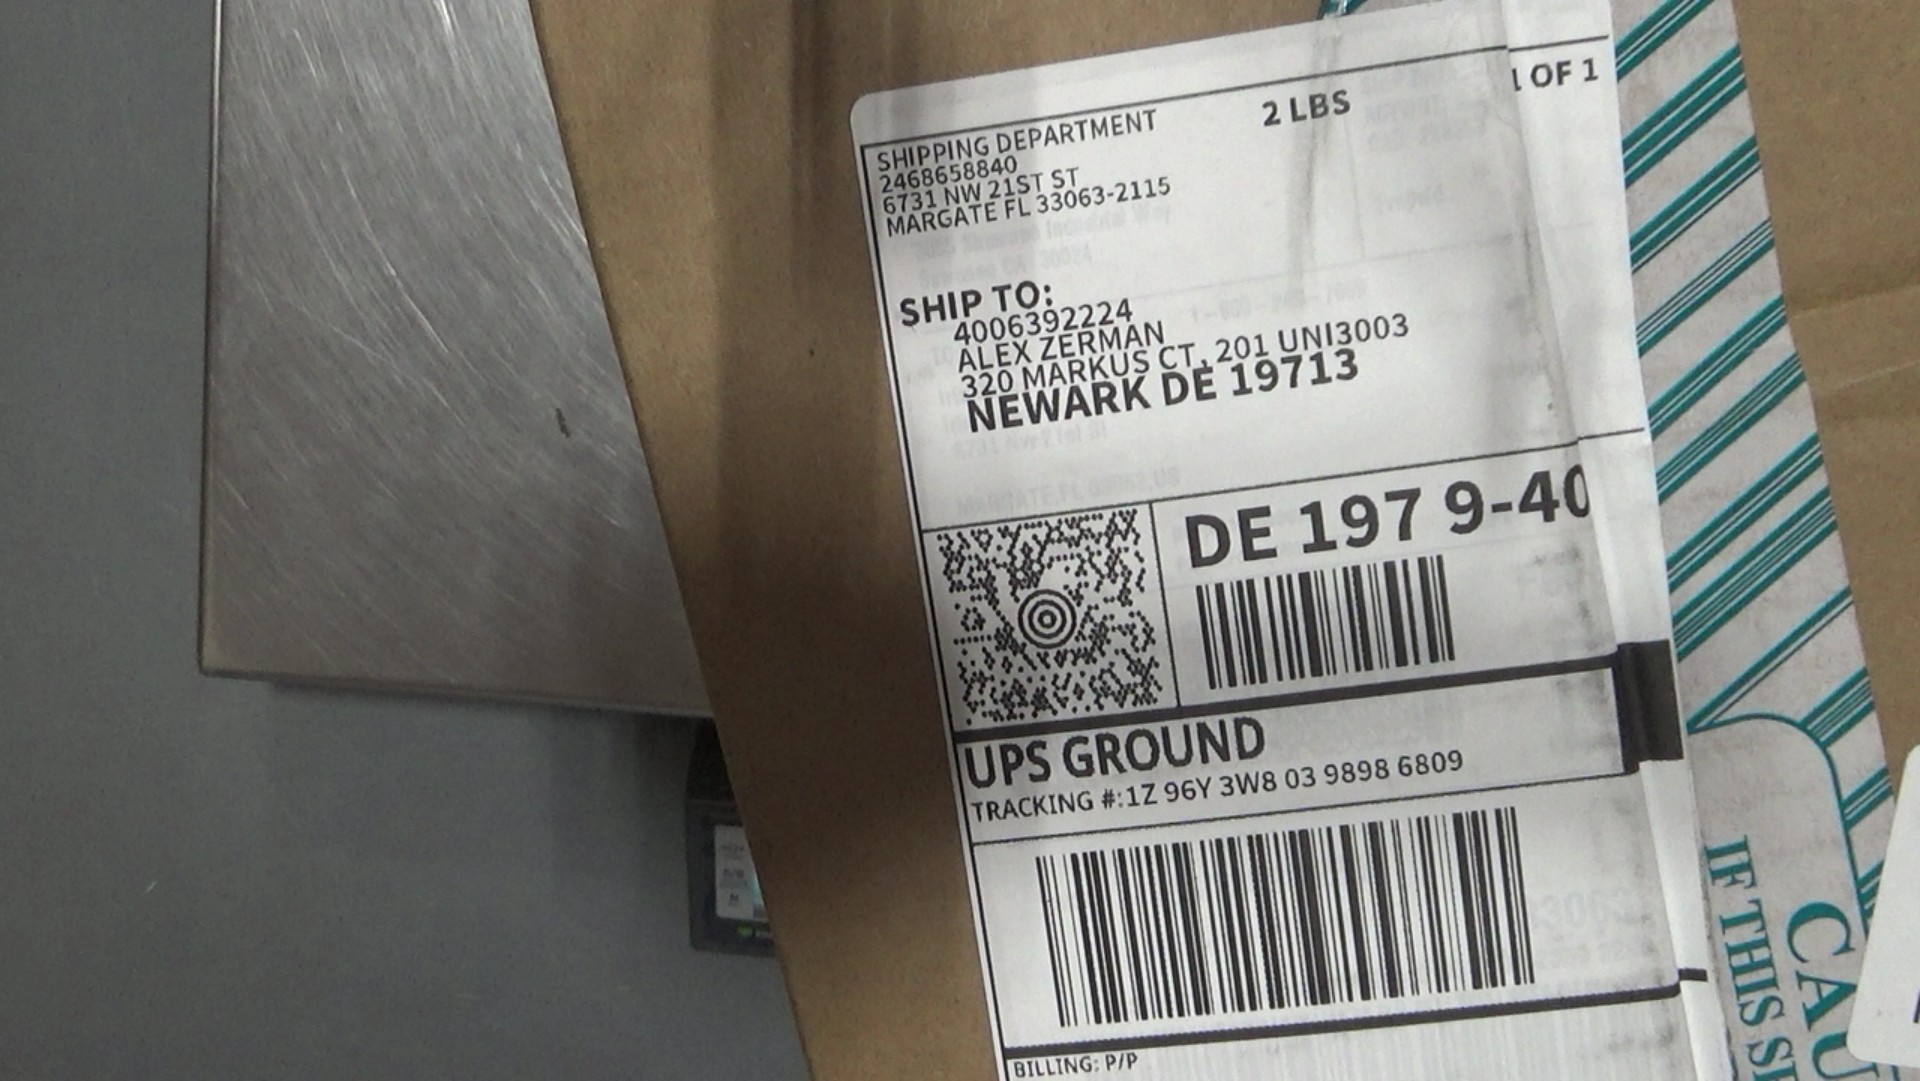 1 OF 1
2 LBS
SHIPPING DEPARTMENT
2468658840
6731 NW 21ST ST
MARGATE FL 33063-2115
SHIP TO:
4006392224
ALEX ZERMAN
320 MARKUS CT, 201 UNI3003
NEWARK DE 19713
DE 197 9-40
UPS GROUND
TRACKING #:1Z 96Y 3W8 03 9898 6809
BILLING: P/P
CAU
IF THIS S